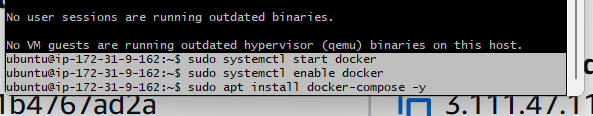 No user sessions are running outdated binaries.
No VM guests are running outdated hypervisor (qemu) binaries on this host.
ubuntu@ip-172-31-9-162:~$ sudo systemctl start docker
ubuntu@ip-172-31-9-162:~$ sudo systemctl enable docker
ubuntu@ip-172-31-9-162:~$ sudo apt install docker-compose -y
1b4767ad2a
3.111.47.11